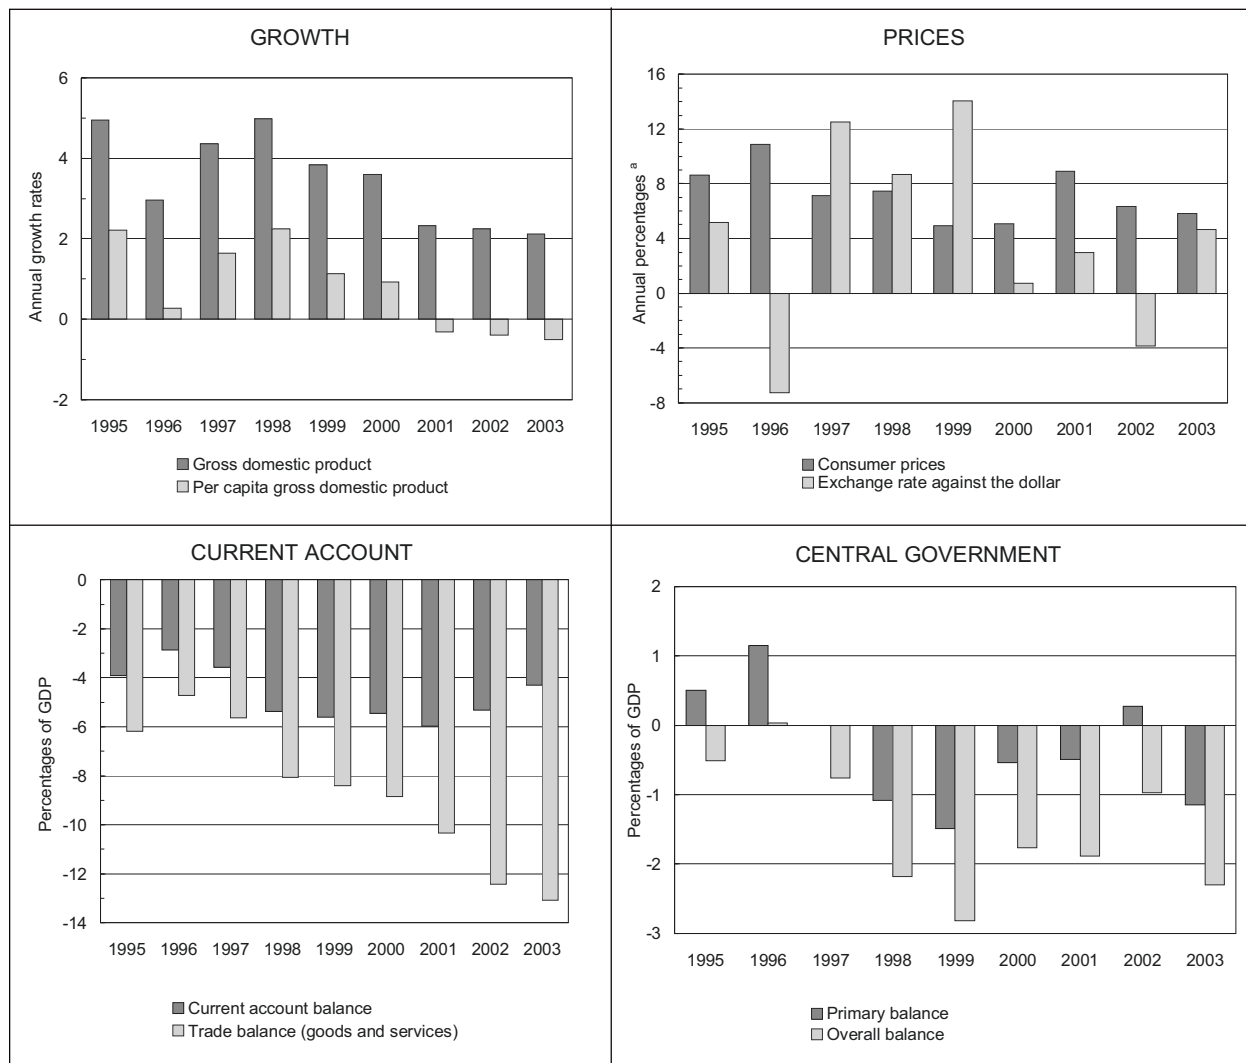 GROWTH
6
4
2
0
-2
Annual growth rates
1995 1996 1997 1998 1999 2000 2001 2002 2003
Gross domestic product
Per capita gross domestic product
PRICES
16
12
8
4
0
-4
-8
Annual percentages a
1995 1996 1997 1998 1999 2000 2001 2002 2003
Consumer prices
Exchange rate against the dollar
CURRENT ACCOUNT
0
-2
-4
-6
-8
-10
-12
-14
Percentages of GDP
1995 1996 1997 1998 1999 2000 2001 2002 2003
Current account balance
Trade balance (goods and services)
CENTRAL GOVERNMENT
2
1
0
-1
-2
-3
Percentages of GDP
1995 1996 1997 1998 1999 2000 2001 2002 2003
Primary balance
Overall balance